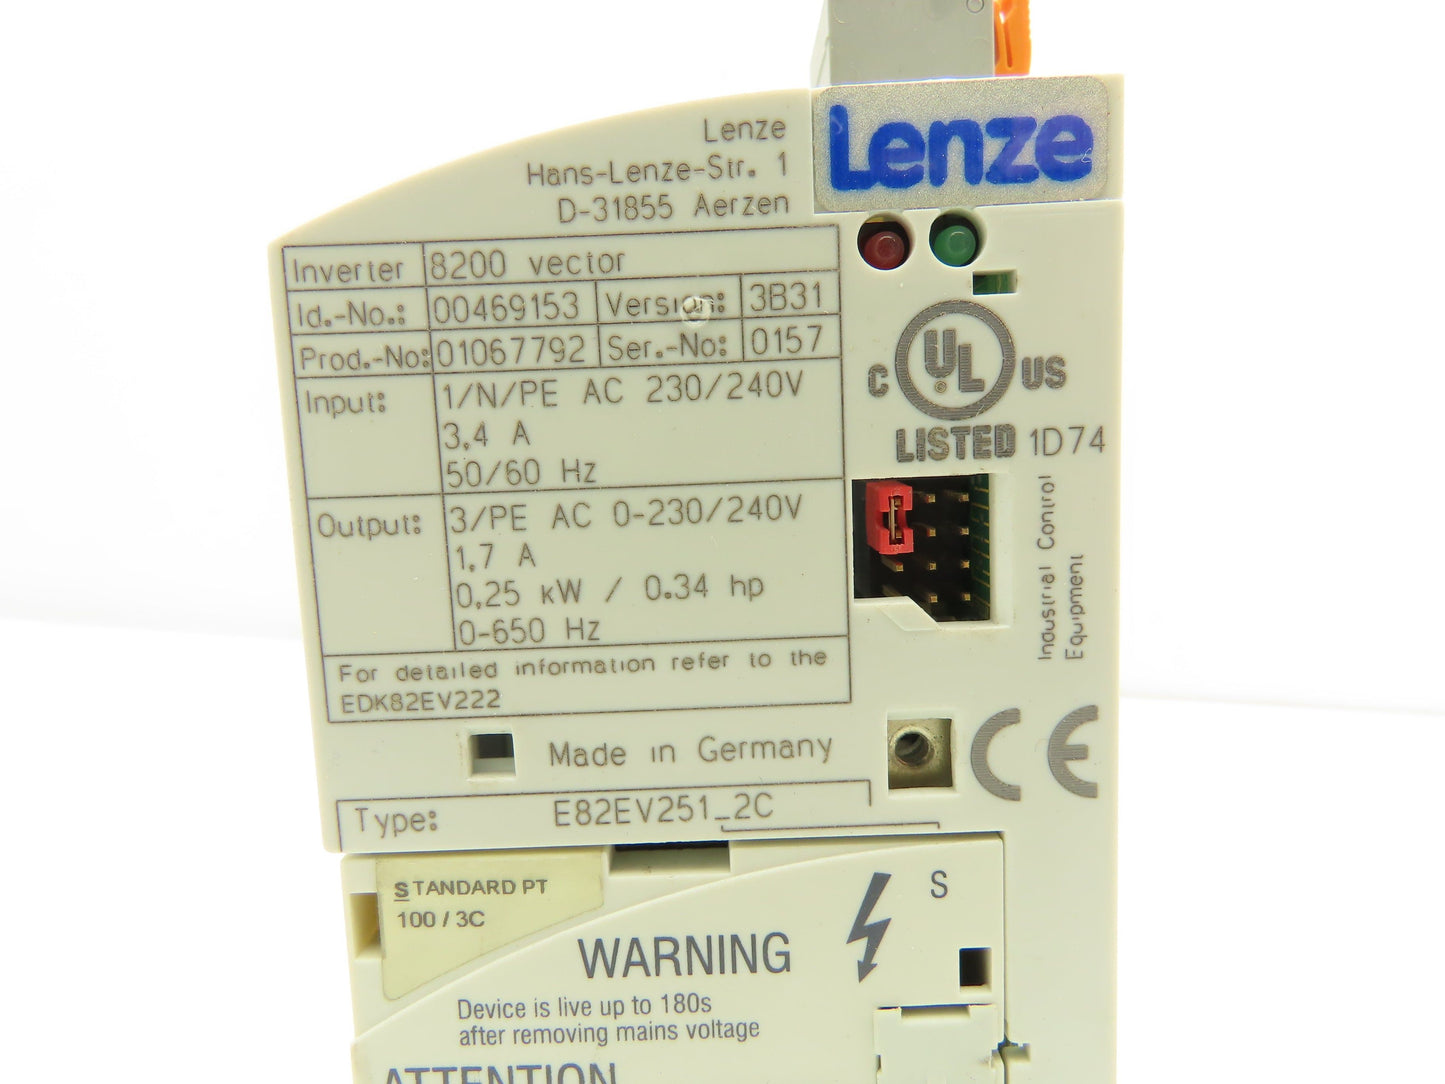 Lenze
Lenze
Hans-Lenze-Str. 1
D-31855 Aerzen
Inverter 8200 vector
Id.-No.: 00469153 Version: 3B31
Prod.-No: 01067792 Ser.-No: 0157
Input: 1/N/PE AC 230/240V
3,4 A
50/60 Hz
Output: 3/PE AC 0-230/240V
1,7 A
0,25 kW / 0.34 hp
0-650 Hz
For detailed information refer to the
EDK82EV222
C UL US
LISTED 1D74
Industrial Control
Equipment
Made in Germany
CE
Type: E82EV251_2C
STANDARD PT
100 / 3C
S
WARNING
Device is live up to 180s
after removing mains voltage
ATTENTION